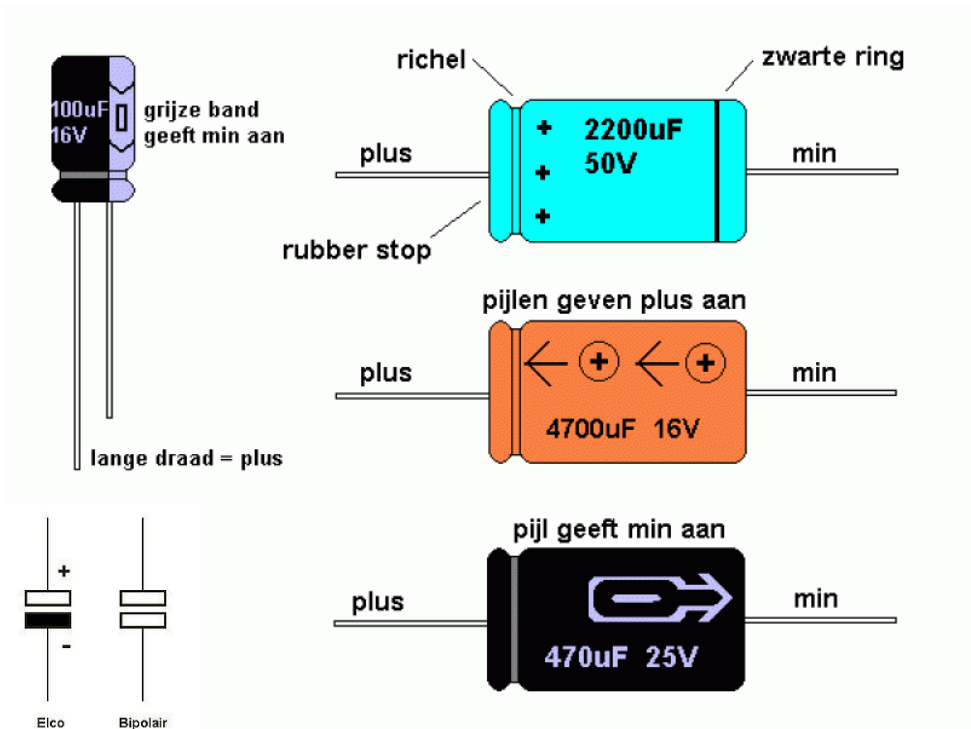 100uF
16V
grijze band
geeft min aan
lange draad = plus
richel
zwarte ring
plus
+ 2200uF
50V
+
+
min
rubber stop
pijlen geven plus aan
plus
+ +
4700uF 16V
min
pijl geeft min aan
plus
470uF 25V
min
+
-
Elco
Bipolair